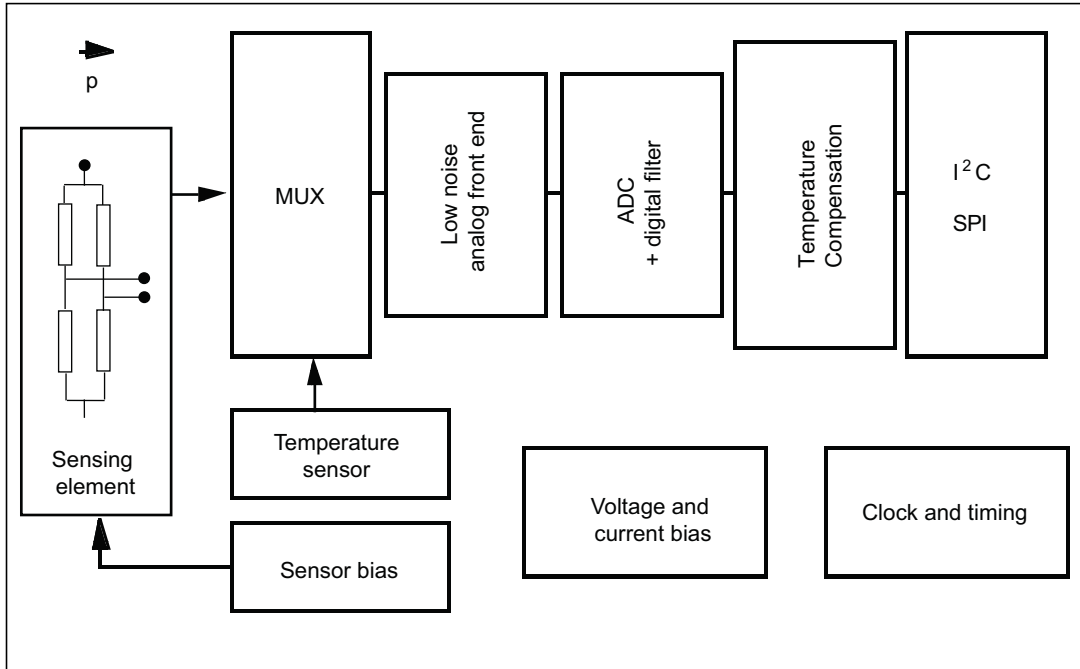 p
Sensing
element
MUX
Low noise
analog front end
ADC
+ digital filter
Temperature
Compensation
I²C
SPI
Temperature
sensor
Sensor bias
Voltage and
current bias
Clock and timing